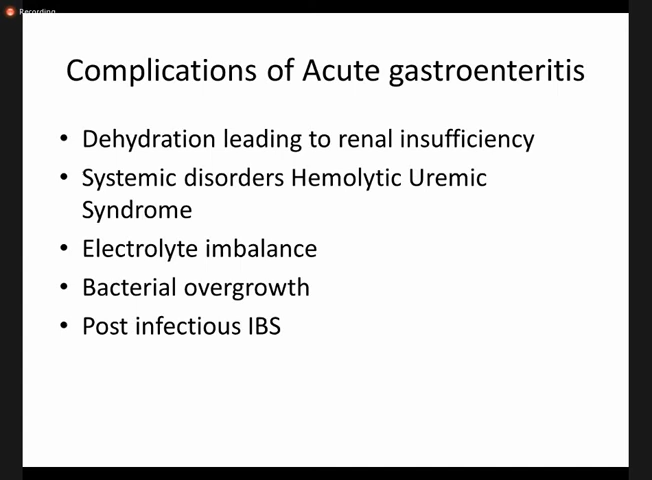 Recording
Complications of Acute gastroenteritis
• Dehydration leading to renal insufficiency
• Systemic disorders Hemolytic Uremic
Syndrome
• Electrolyte imbalance
• Bacterial overgrowth
• Post infectious IBS